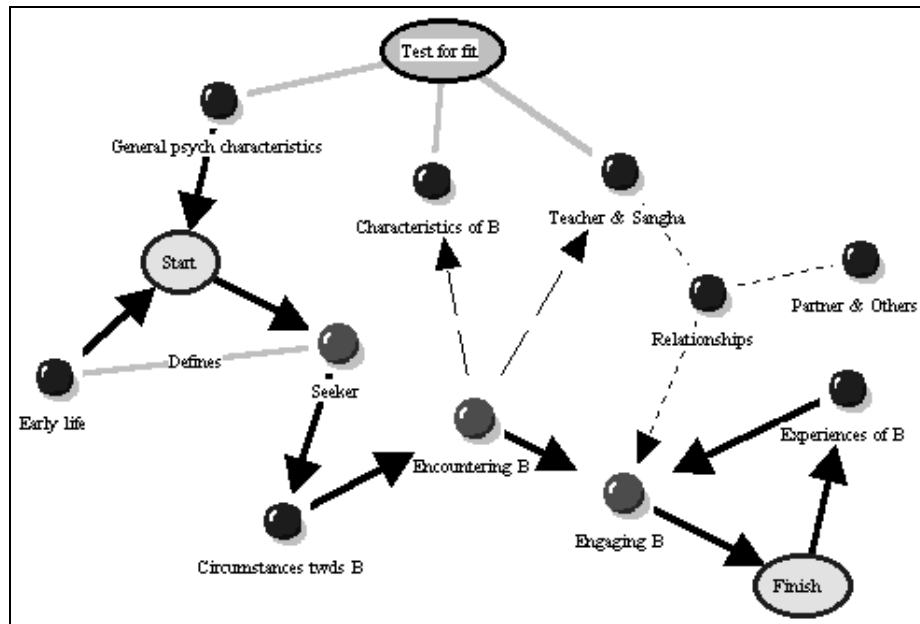 Test for fit
General psych characteristics
Characteristics of B
Teacher & Sangha
Start
Partner & Others
Relationships
Defines
Seeker
Early life
Experiences of B
Encountering B
Engaging B
Circumstances twds B
Finish